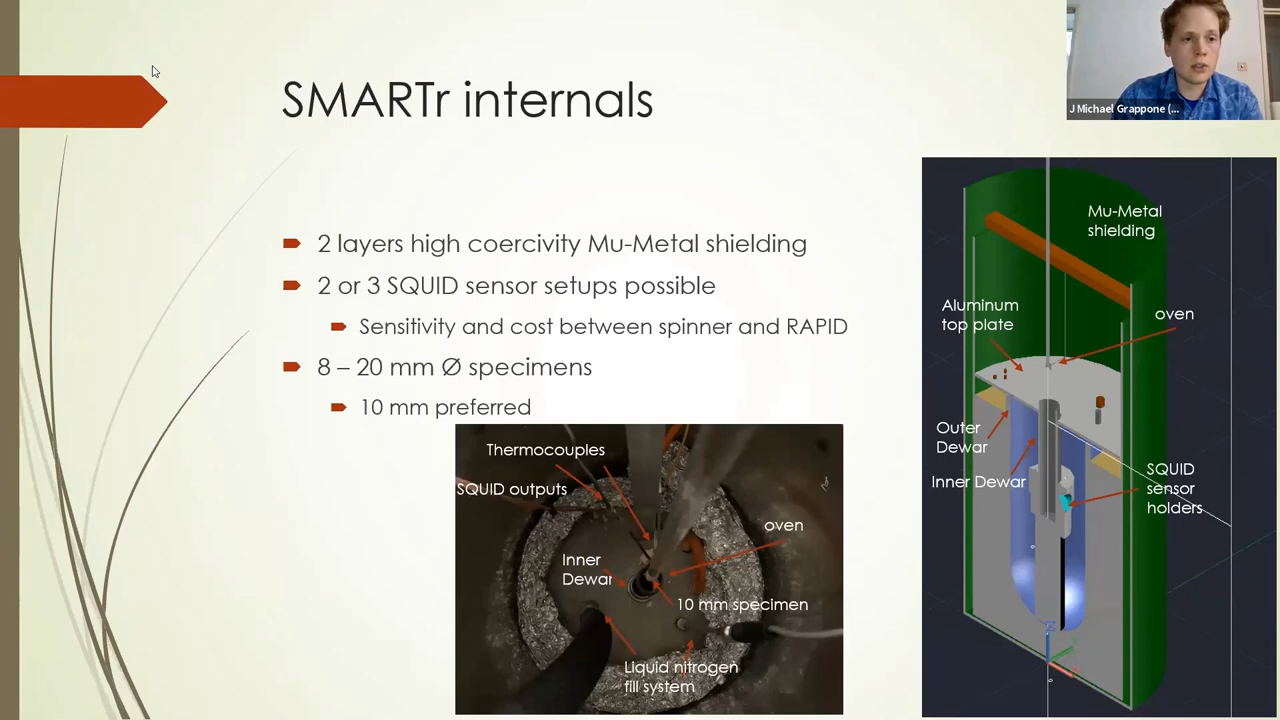 SMARTr internals
J Michael Grappone (...
2 layers high coercivity Mu-Metal shielding
2 or 3 SQUID sensor setups possible
Sensitivity and cost between spinner and RAPID
8 – 20 mm Ø specimens
10 mm preferred
Thermocouples
SQUID outputs
oven
Inner
Dewar
10 mm specimen
Liquid nitrogen
fill system
Mu-Metal
shielding
Aluminum
top plate
oven
Outer
Dewar
Inner Dewar
SQUID
sensor
holders